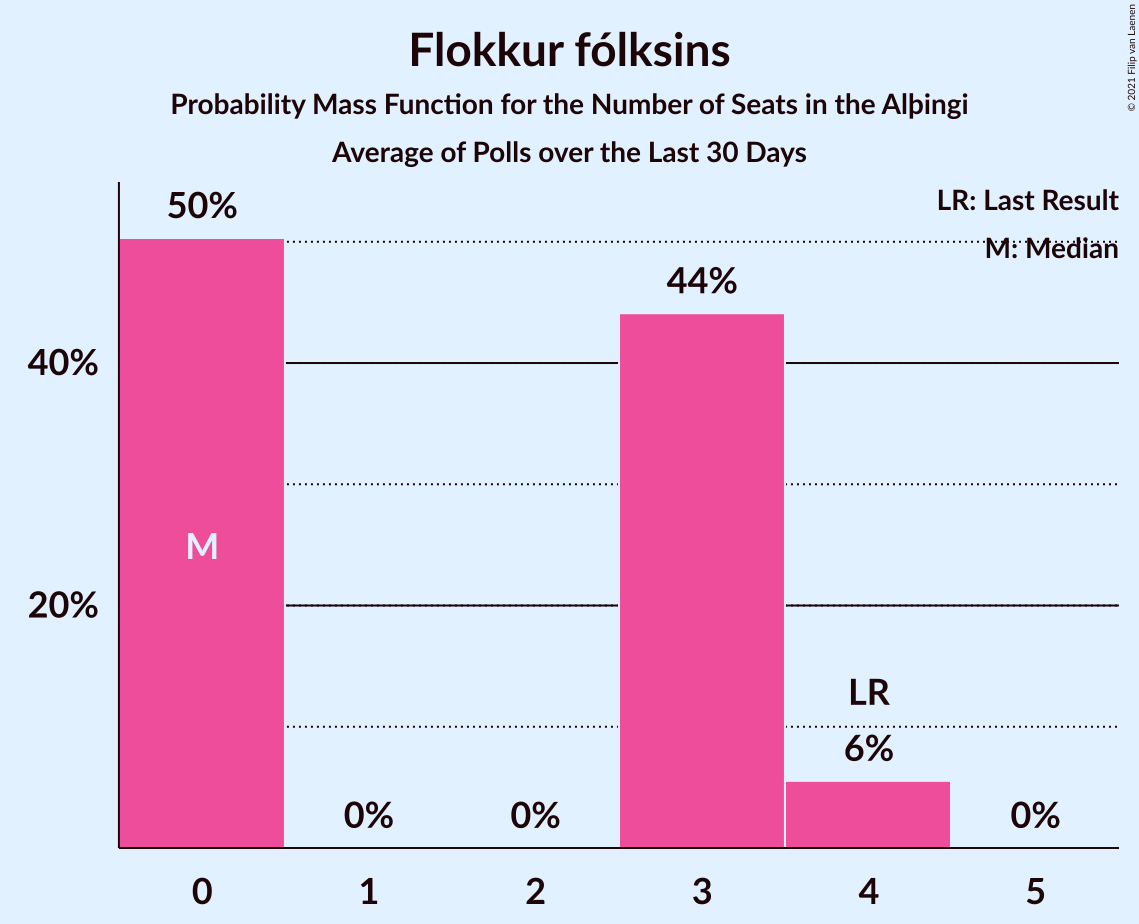 Flokkur fólksins
Probability Mass Function for the Number of Seats in the Alþingi
Average of Polls over the Last 30 Days
© 2021 Filip van Laenen
LR: Last Result
M: Median
50%
44%
40%
M
20%
LR
6%
0%
0%
0%
0
1
2
3
4
5